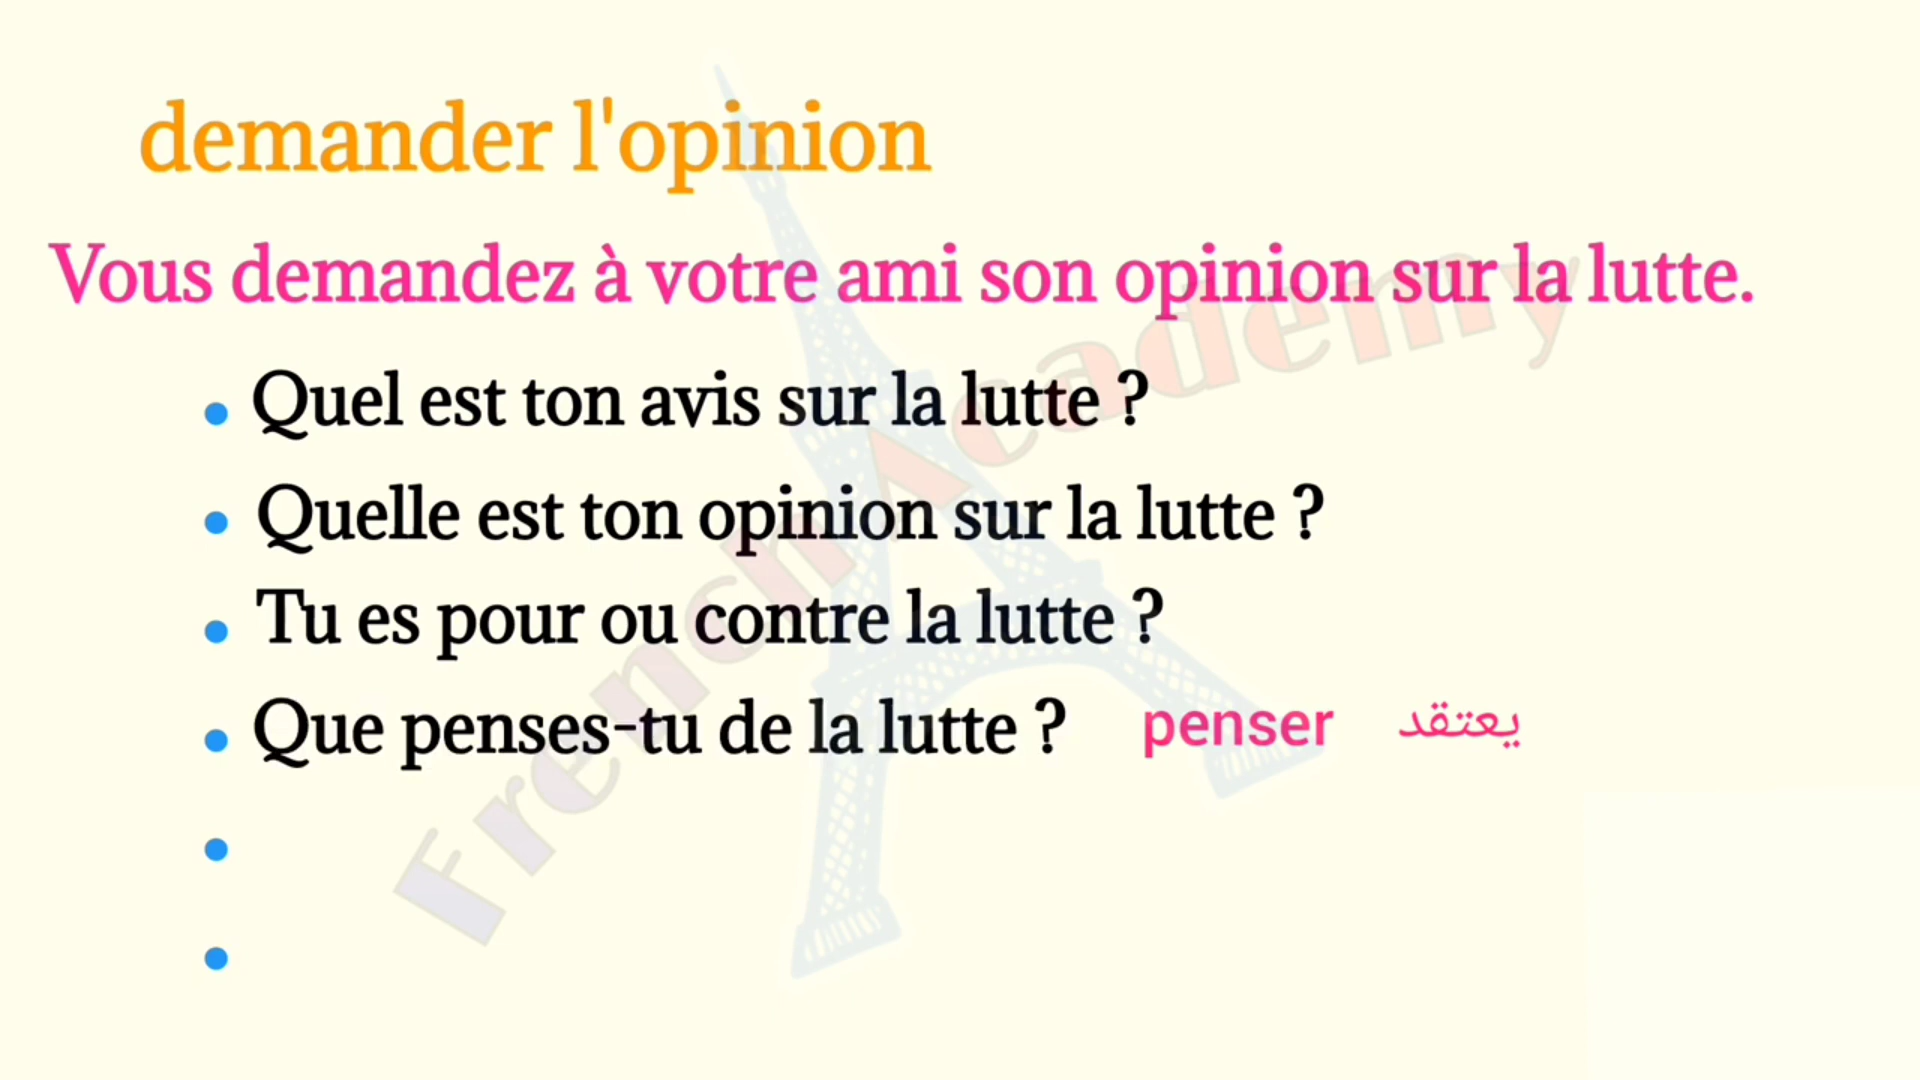 demander l'opinion
Vous demandez à votre ami son opinion sur la lutte.
Quel est ton avis sur la lutte ?
Quelle est ton opinion sur la lutte ?
Tu es pour ou contre la lutte ?
Que penses-tu de la lutte ? penser يعتقد
French Academy